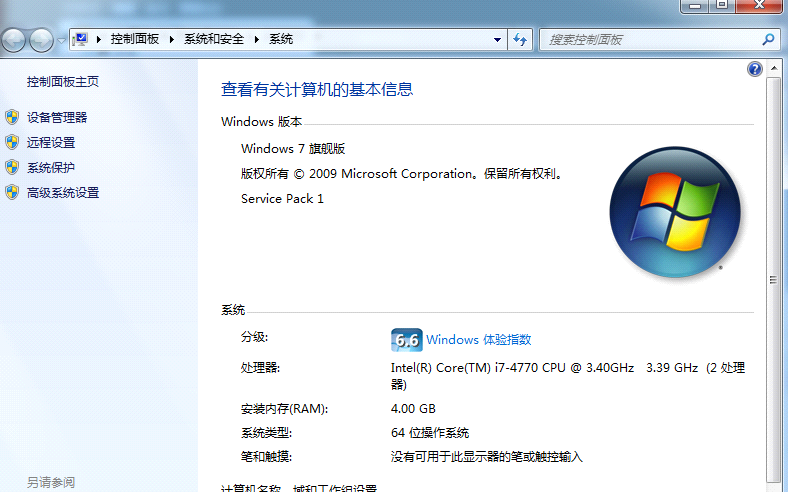 控制面板 系统和安全 系统
搜索控制面板
控制面板主页
设备管理器
远程设置
系统保护
高级系统设置
另请参阅
查看有关计算机的基本信息
Windows 版本
Windows 7 旗舰版
版权所有 © 2009 Microsoft Corporation。保留所有权利。
Service Pack 1
系统
分级:
6.6 Windows 体验指数
处理器:
Intel(R) Core(TM) i7-4770 CPU @ 3.40GHz 3.39 GHz (2 处理
器)
安装内存(RAM):
4.00 GB
系统类型:
64 位操作系统
笔和触摸:
没有可用于此显示器的笔或触控输入
计算机名称、域和工作组设置